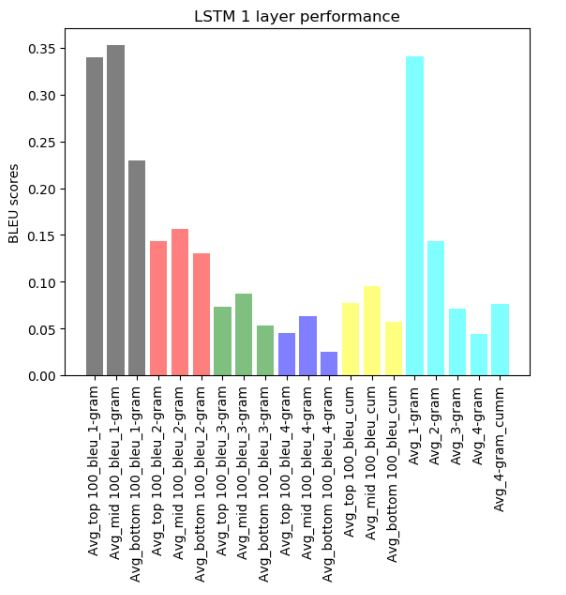 LSTM 1 layer performance
BLEU scores
0.35
0.30
0.25
0.20
0.15
0.10
0.05
0.00
Avg_top 100_bleu_1-gram
Avg_mid 100_bleu_1-gram
Avg_bottom 100_bleu_1-gram
Avg_top 100_bleu_2-gram
Avg_mid 100_bleu_2-gram
Avg_bottom 100_bleu_2-gram
Avg_top 100_bleu_3-gram
Avg_mid 100_bleu_3-gram
Avg_bottom 100_bleu_3-gram
Avg_top 100_bleu_4-gram
Avg_mid 100_bleu_4-gram
Avg_bottom 100_bleu_4-gram
Avg_top 100_bleu_cum
Avg_mid 100_bleu_cum
Avg_bottom 100_bleu_cum
Avg_1-gram
Avg_2-gram
Avg_3-gram
Avg_4-gram
Avg_4-gram_cumm